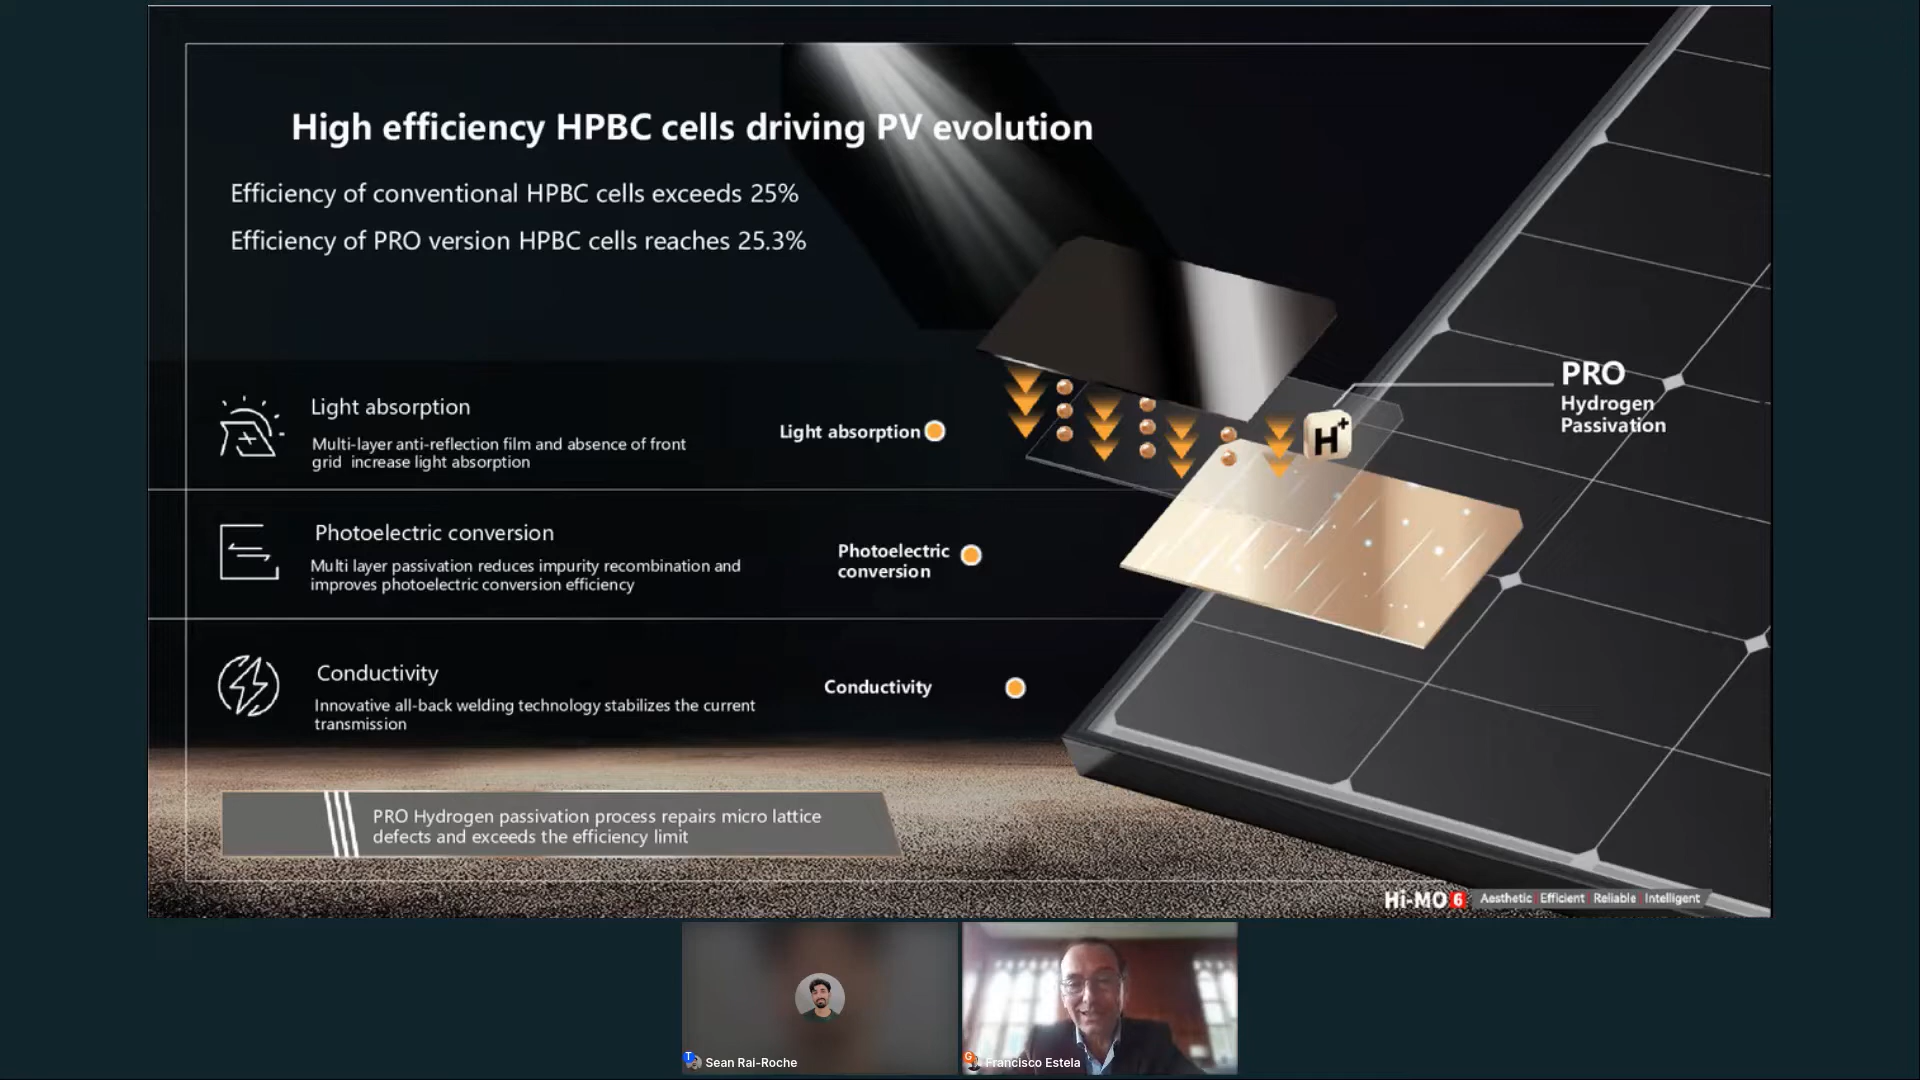 High efficiency HPBC cells driving PV evolution
Efficiency of conventional HPBC cells exceeds 25%
Efficiency of PRO version HPBC cells reaches 25.3%
Light absorption
Multi-layer anti-reflection film and absence of front
grid increase light absorption
Light absorption
H+
PRO
Hydrogen
Passivation
Photoelectric conversion
Multi layer passivation reduces impurity recombination and
improves photoelectric conversion efficiency
Photoelectric
conversion
Conductivity
Innovative all-back welding technology stabilizes the current
transmission
Conductivity
PRO Hydrogen passivation process repairs micro lattice
defects and exceeds the efficiency limit
Hi-MO 6 Aesthetic Efficient Reliable Intelligent
T Sean Rai-Roche
G Francisco Estela